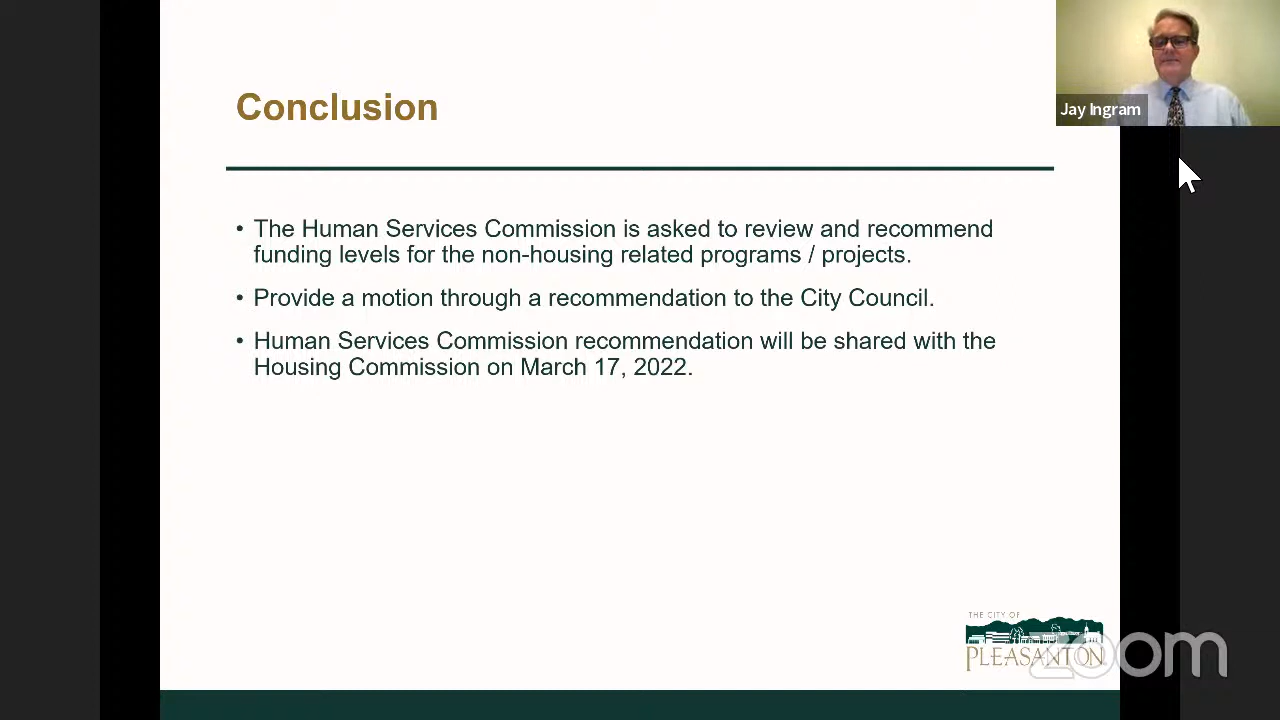 Conclusion
Jay Ingram
• The Human Services Commission is asked to review and recommend
funding levels for the non-housing related programs / projects.
• Provide a motion through a recommendation to the City Council.
• Human Services Commission recommendation will be shared with the
Housing Commission on March 17, 2022.
THE CITY OF
PLEASANTON
zoom